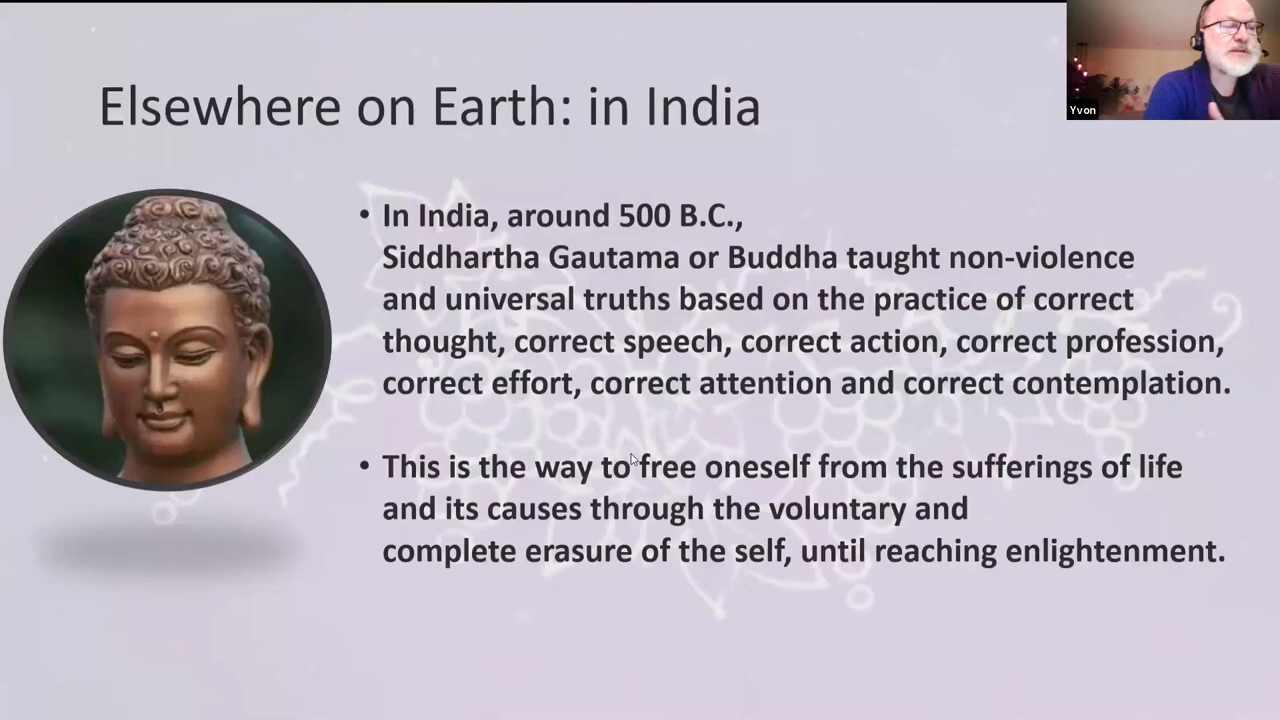 Elsewhere on Earth: in India
Yvon
• In India, around 500 B.C.,
Siddhartha Gautama or Buddha taught non-violence
and universal truths based on the practice of correct
thought, correct speech, correct action, correct profession,
correct effort, correct attention and correct contemplation.
• This is the way to free oneself from the sufferings of life
and its causes through the voluntary and
complete erasure of the self, until reaching enlightenment.